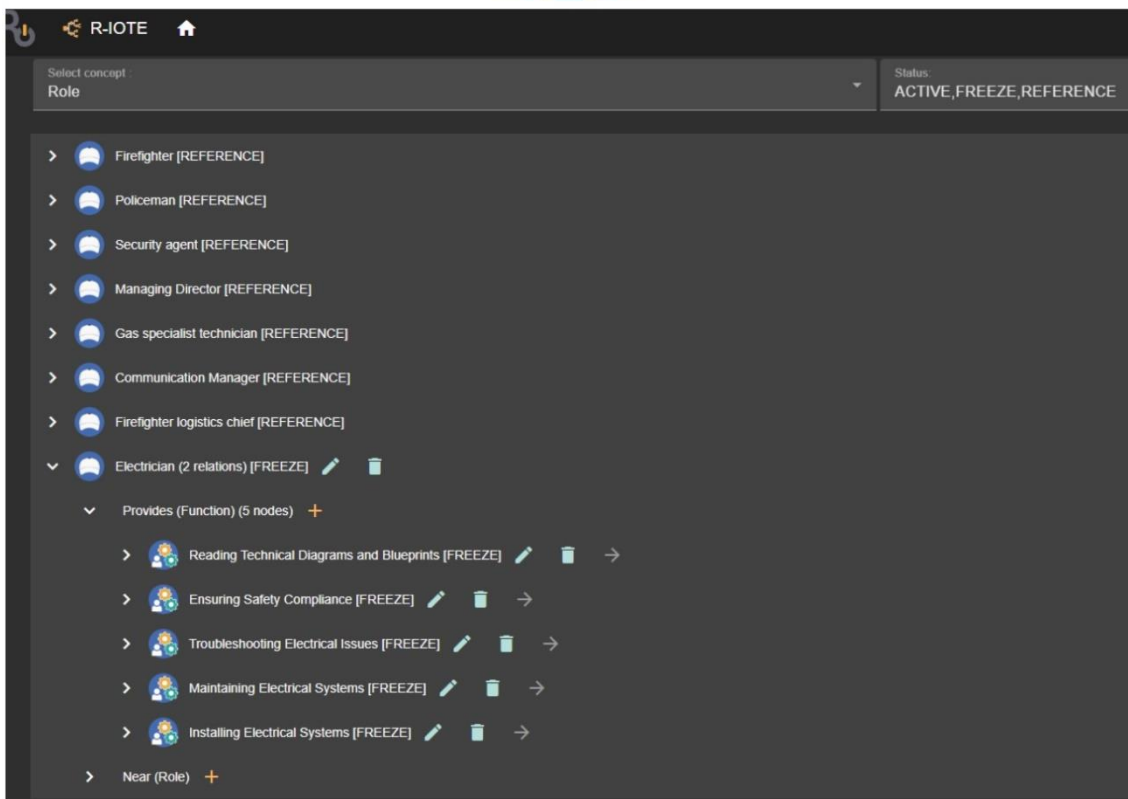 R-IOTE
Select concept :
Role
Status:
ACTIVE,FREEZE,REFERENCE
Firefighter [REFERENCE]
Policeman [REFERENCE]
Security agent [REFERENCE]
Managing Director [REFERENCE]
Gas specialist technician [REFERENCE]
Communication Manager [REFERENCE]
Firefighter logistics chief [REFERENCE]
Electrician (2 relations) [FREEZE]
Provides (Function) (5 nodes) +
Reading Technical Diagrams and Blueprints [FREEZE]
Ensuring Safety Compliance [FREEZE]
Troubleshooting Electrical Issues [FREEZE]
Maintaining Electrical Systems [FREEZE]
Installing Electrical Systems [FREEZE]
Near (Role) +